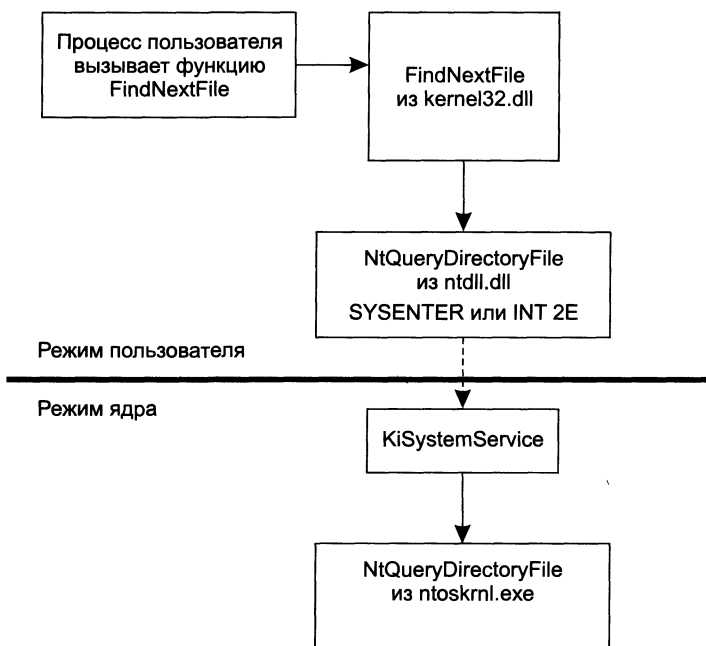 Процесс пользователя
вызывает функцию
FindNextFile
FindNextFile
из kernel32.dll
NtQueryDirectoryFile
из ntdll.dll
SYSENTER или INT 2E
Режим пользователя
Режим ядра
KiSystemService
NtQueryDirectoryFile
из ntoskrnl.exe